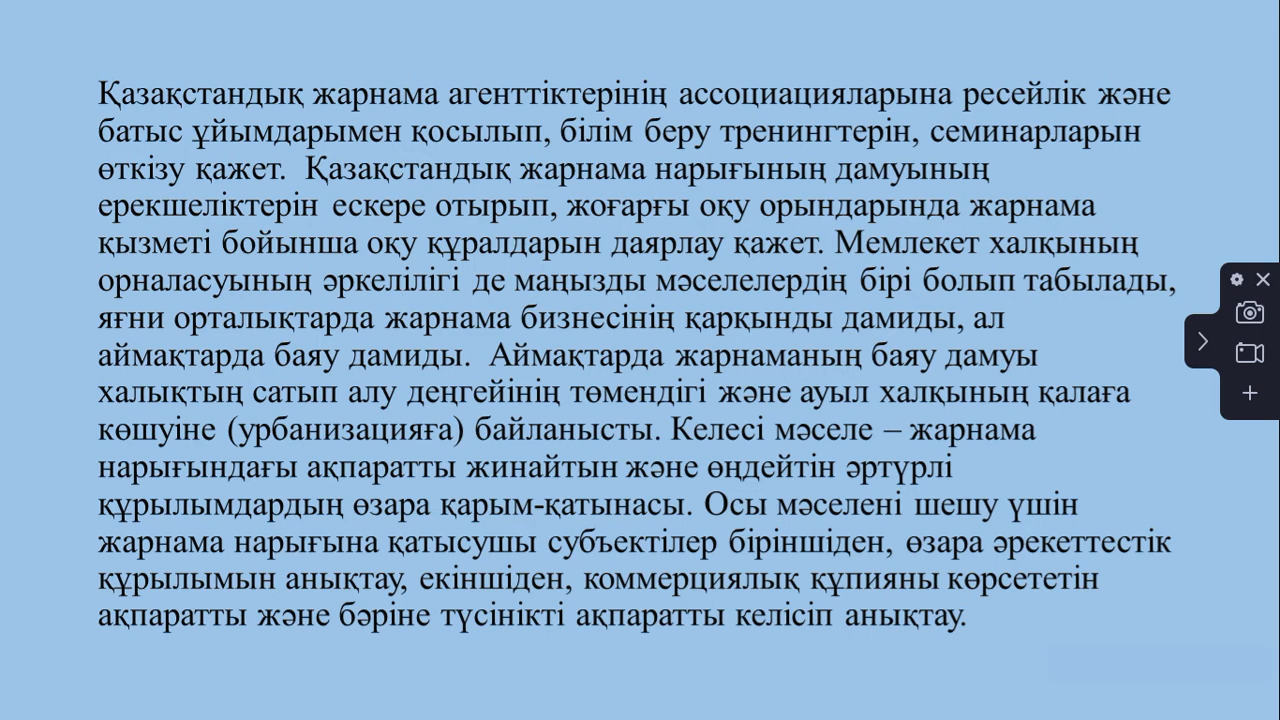 Қазақстандық жарнама агенттіктерінің ассоциацияларына ресейлік және
батыс ұйымдарымен қосылып, білім беру тренингтерін, семинарларын
өткізу қажет.  Қазақстандық жарнама нарығының дамуының
ерекшеліктерін ескере отырып, жоғарғы оқу орындарында жарнама
қызметі бойынша оқу құралдарын даярлау қажет. Мемлекет халқының
орналасуының әркелілігі де маңызды мәселелердің бірі болып табылады,
яғни орталықтарда жарнама бизнесінің қарқынды дамиды, ал
аймақтарда баяу дамиды.  Аймақтарда жарнаманың баяу дамуы
халықтың сатып алу деңгейінің төмендігі және ауыл халқының қалаға
көшуіне (урбанизацияға) байланысты. Келесі мәселе – жарнама
нарығындағы ақпаратты жинайтын және өңдейтін әртүрлі
құрылымдардың өзара қарым-қатынасы. Осы мәселені шешу үшін
жарнама нарығына қатысушы субъектілер біріншіден, өзара әрекеттестік
құрылымын анықтау, екіншіден, коммерциялық құпияны көрсететін
ақпаратты және бәріне түсінікті ақпаратты келісіп анықтау.